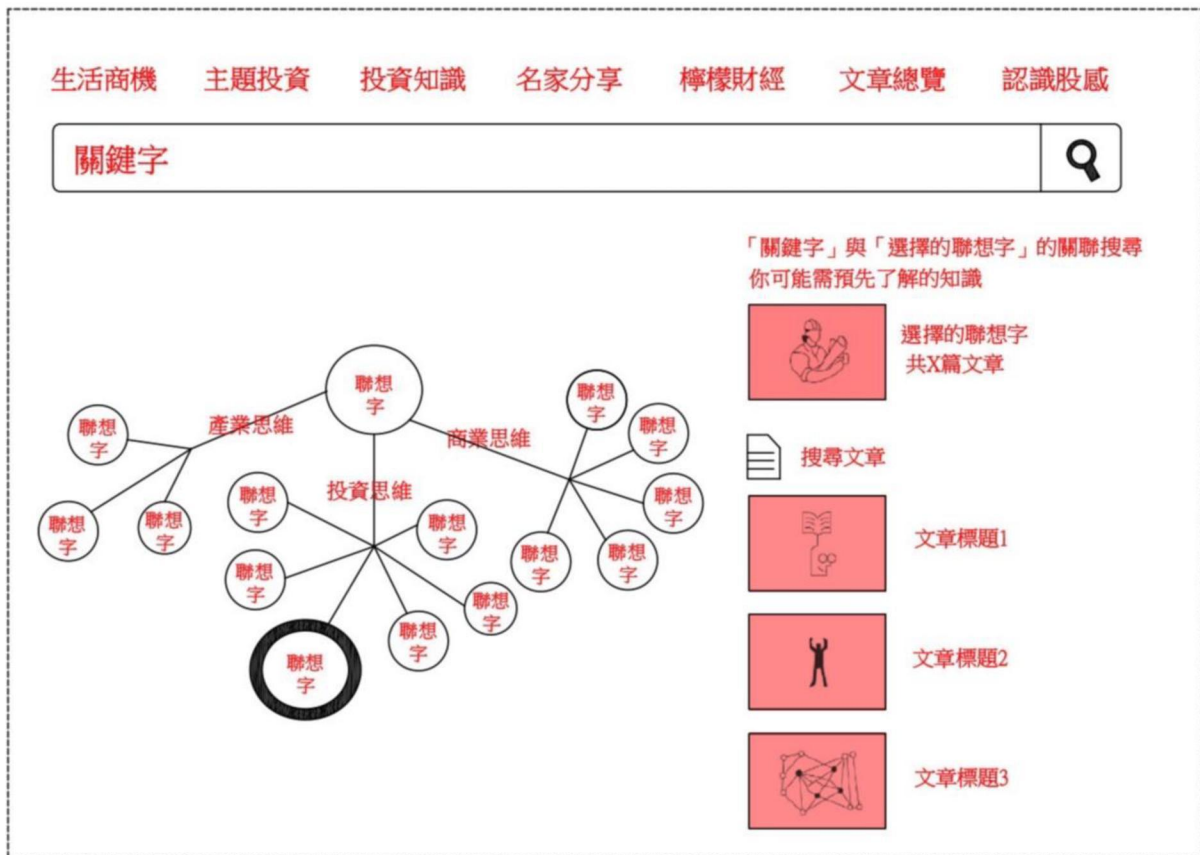 生活商機 主題投資 投資知識 名家分享 檸檬財經 文章總覽 認識股感
關鍵字
「關鍵字」與「選擇的聯想字」的關聯搜尋
你可能需預先了解的知識
選擇的聯想字
共X篇文章
搜尋文章
文章標題1
文章標題2
文章標題3
聯想
字
產業思維
聯想
字
聯想
字
聯想
字
投資思維
聯想
字
聯想
字
聯想
字
聯想
字
聯想
字
聯想
字
商業思維
聯想
字
聯想
字
聯想
字
聯想
字
聯想
字